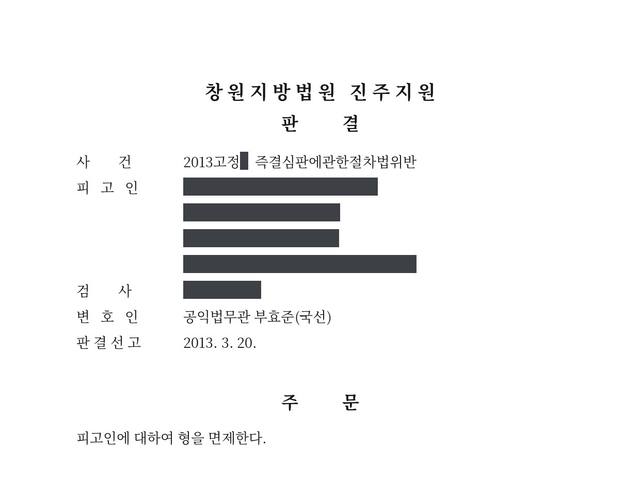 창원지방법원 진주지원
판 결
사 건 2013고정 즉결심판에관한절차법위반
피 고 인
검 사
변 호 인 공익법무관 부효준(국선)
판 결 선 고 2013. 3. 20.
주 문
피고인에 대하여 형을 면제한다.